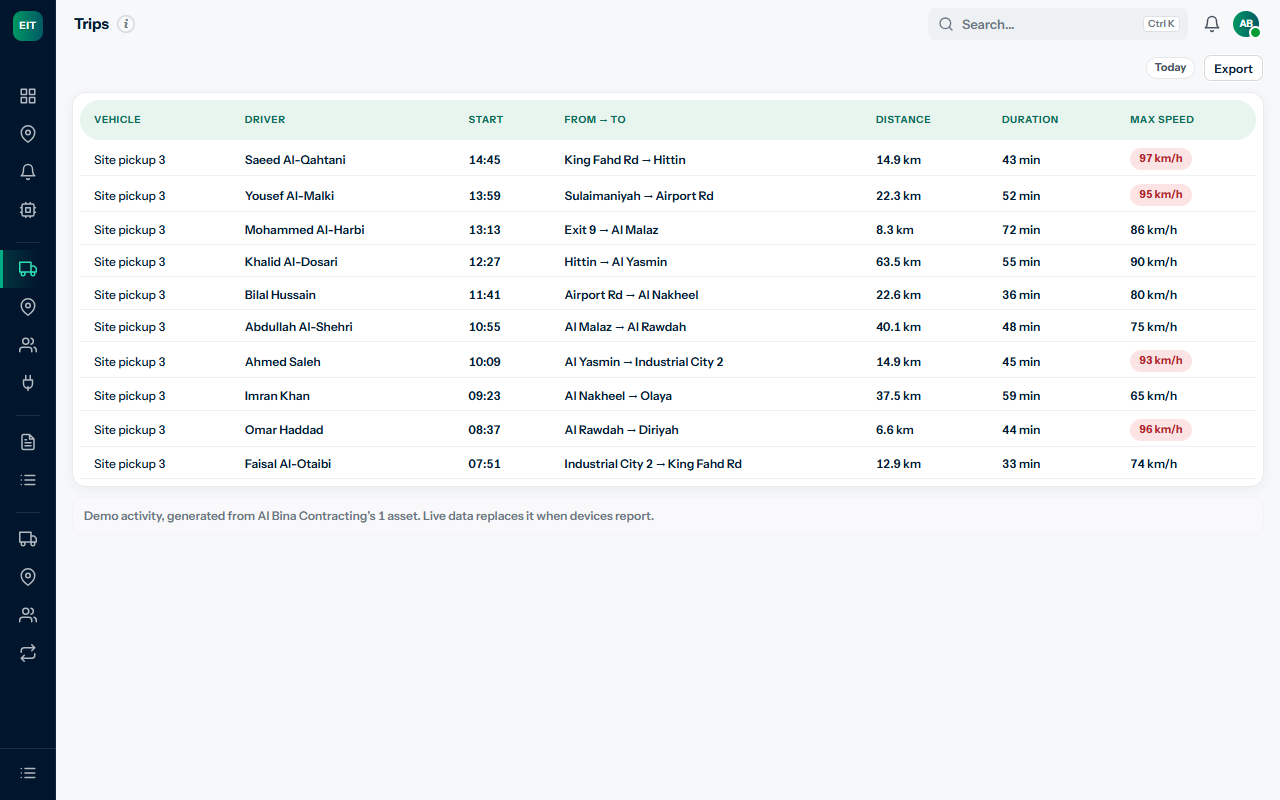 EIT
Trips i Search... Ctrl K AB
Today Export
VEHICLE DRIVER START FROM → TO DISTANCE DURATION MAX SPEED
Site pickup 3 Saeed Al-Qahtani 14:45 King Fahd Rd → Hittin 14.9 km 43 min 97 km/h
Site pickup 3 Yousef Al-Malki 13:59 Sulaimaniyah → Airport Rd 22.3 km 52 min 95 km/h
Site pickup 3 Mohammed Al-Harbi 13:13 Exit 9 → Al Malaz 8.3 km 72 min 86 km/h
Site pickup 3 Khalid Al-Dosari 12:27 Hittin → Al Yasmin 63.5 km 55 min 90 km/h
Site pickup 3 Bilal Hussain 11:41 Airport Rd → Al Nakheel 22.6 km 36 min 80 km/h
Site pickup 3 Abdullah Al-Shehri 10:55 Al Malaz → Al Rawdah 40.1 km 48 min 75 km/h
Site pickup 3 Ahmed Saleh 10:09 Al Yasmin → Industrial City 2 14.9 km 45 min 93 km/h
Site pickup 3 Imran Khan 09:23 Al Nakheel → Olaya 37.5 km 59 min 65 km/h
Site pickup 3 Omar Haddad 08:37 Al Rawdah → Diriyah 6.6 km 44 min 96 km/h
Site pickup 3 Faisal Al-Otaibi 07:51 Industrial City 2 → King Fahd Rd 12.9 km 33 min 74 km/h
Demo activity, generated from Al Bina Contracting's 1 asset. Live data replaces it when devices report.